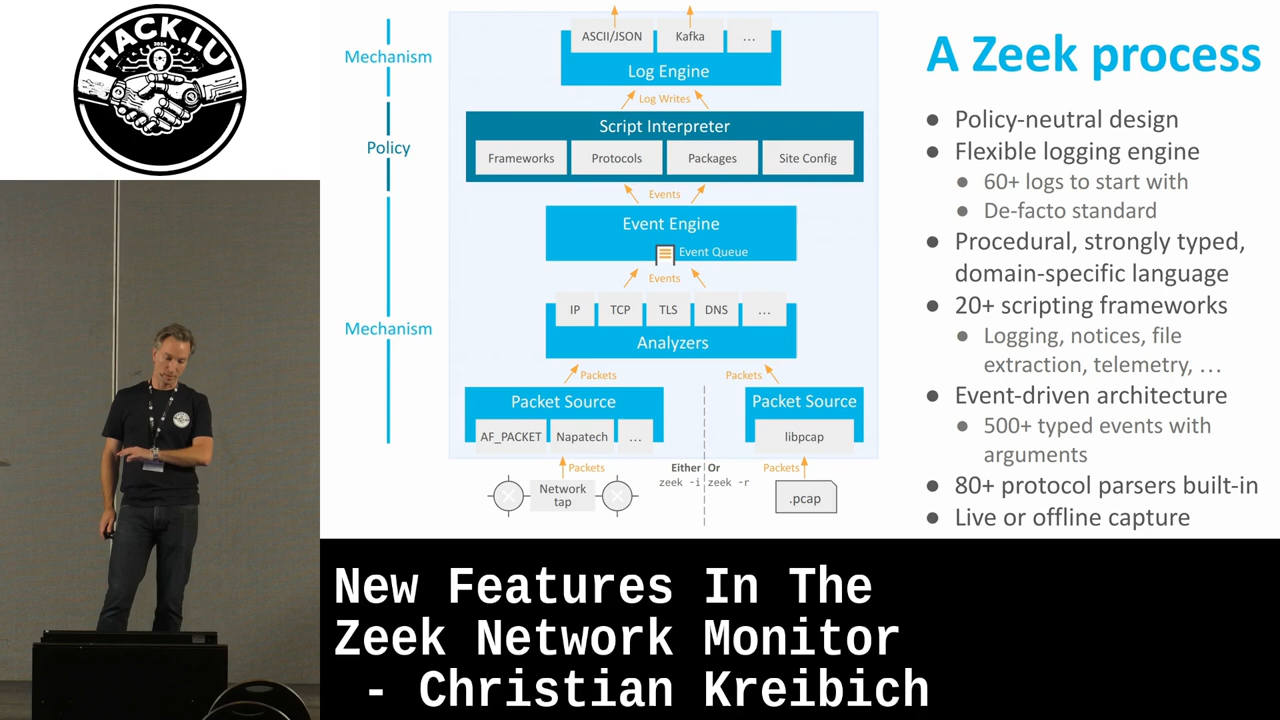 HACK.LU
2024
Mechanism
Policy
Mechanism
ASCII/JSON
Kafka
...
Log Engine
Log Writes
Script Interpreter
Frameworks
Protocols
Packages
Site Config
Events
Event Engine
Event Queue
Events
IP
TCP
TLS
DNS
...
Analyzers
Packets
Packets
Packet Source
AF_PACKET
Napatech
...
Packet Source
libpcap
Packets
Either Or
zeek -i zeek -r
Packets
Network
tap
.pcap
A Zeek process
● Policy-neutral design
● Flexible logging engine
● 60+ logs to start with
● De-facto standard
● Procedural, strongly typed,
domain-specific language
● 20+ scripting frameworks
● Logging, notices, file
extraction, telemetry, ...
● Event-driven architecture
● 500+ typed events with
arguments
● 80+ protocol parsers built-in
● Live or offline capture
New Features In The
Zeek Network Monitor
- Christian Kreibich